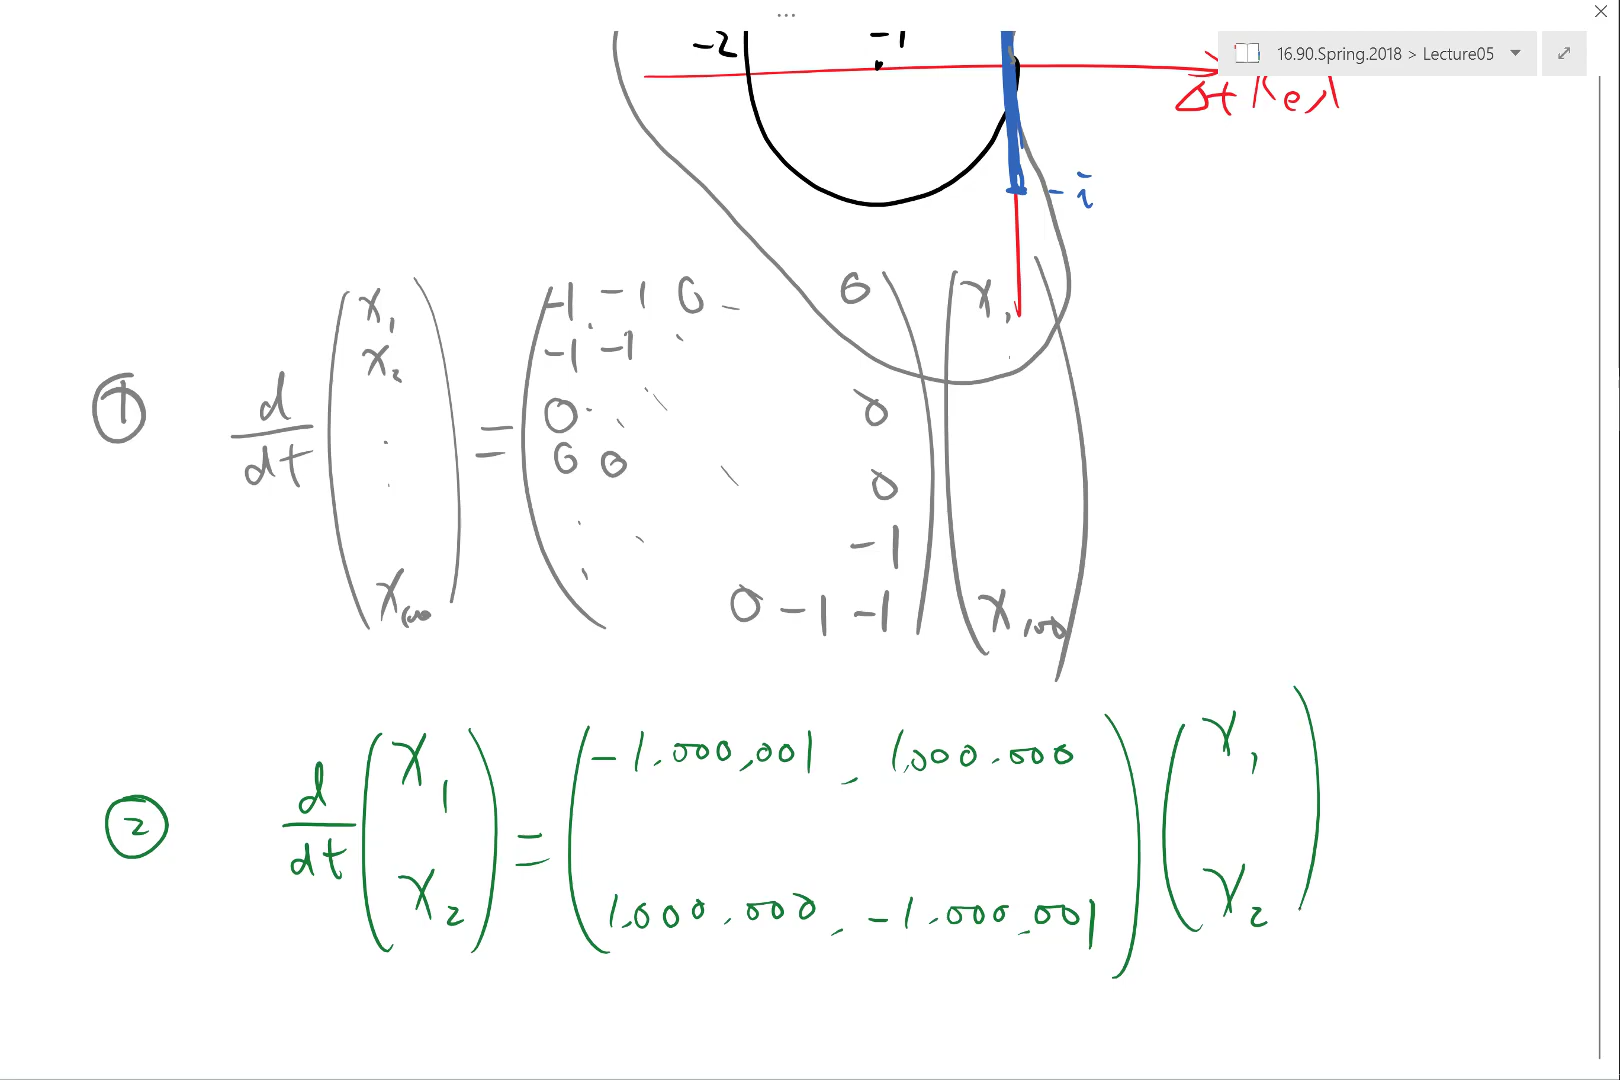 16.90.Spring.2018 > Lecture05
-2 -1
Δt Re λ
-i
① d/dt (x₁ x₂ . . x₁₀₀) = (
-1 -1 0 - 0
-1 -1 ·
0 · · · 0
0 0 · 0
· · -1
· 0 -1 -1
) (x₁ · x₁₀₀)
② d/dt (x₁ x₂) = (
-1,000,001, 1,000,000
1,000,000, -1,000,001
) (x₁ x₂)